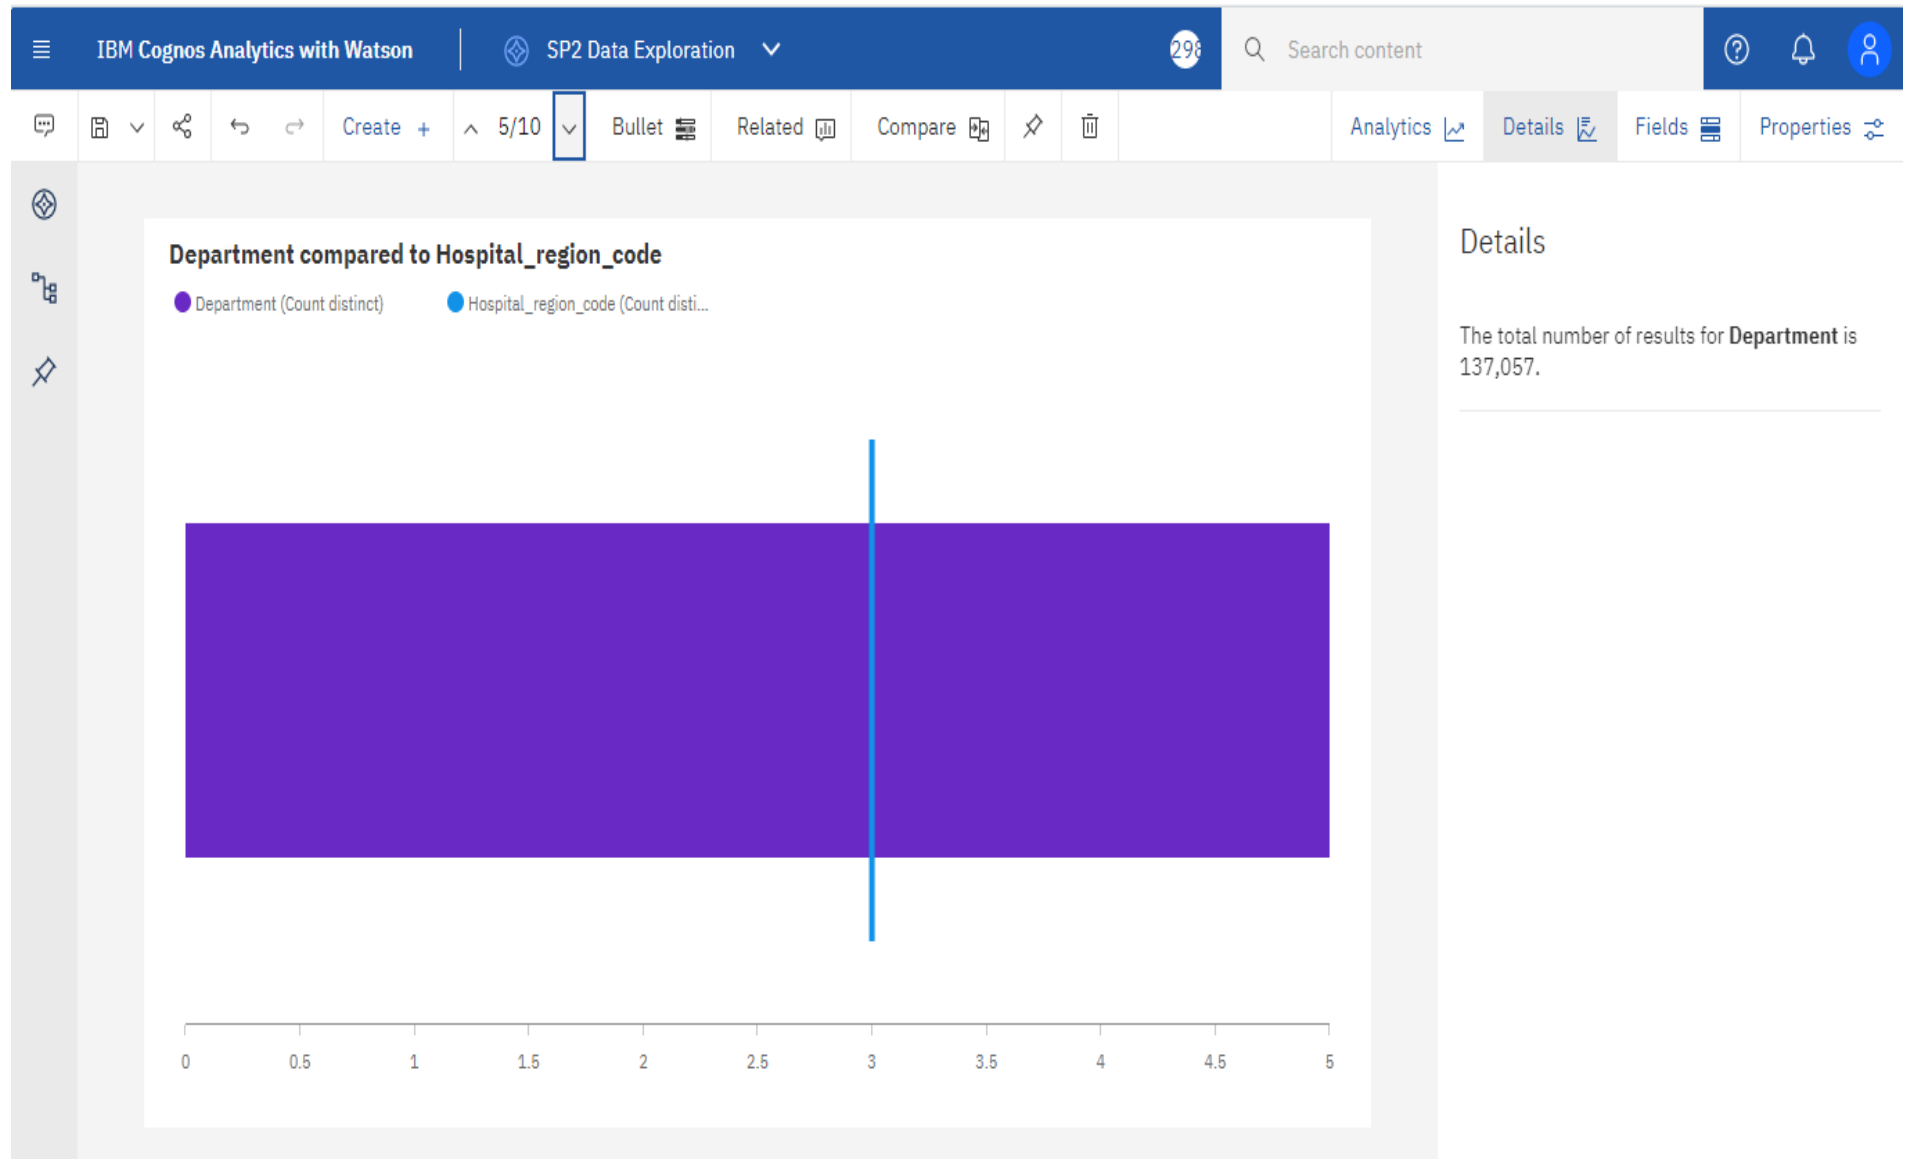 IBM Cognos Analytics with Watson
SP2 Data Exploration
298
Search content
Create +
5/10
Bullet
Related
Compare
Analytics
Details
Fields
Properties
Department compared to Hospital_region_code
Department (Count distinct)
Hospital_region_code (Count disti...
0
0.5
1
1.5
2
2.5
3
3.5
4
4.5
5
Details
The total number of results for Department is
137,057.